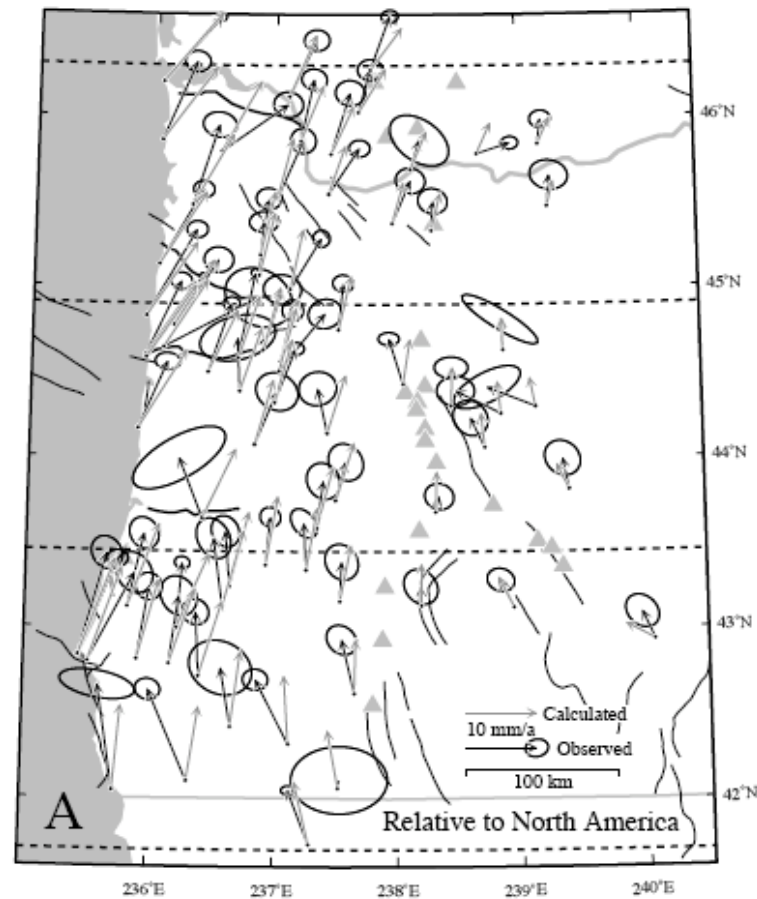 46°N
45°N
44°N
43°N
Calculated
10 mm/a
Observed
100 km
42°N
A
Relative to North America
236°E
237°E
238°E
239°E
240°E